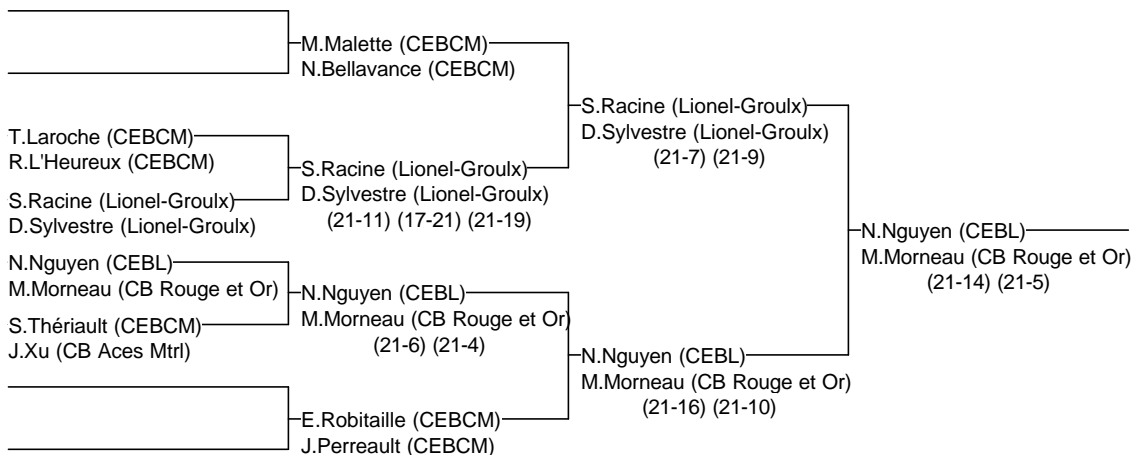 M.Malette (CEBCM)
N.Bellavance (CEBCM)
T.Laroche (CEBCM)
R.L'Heureux (CEBCM)
S.Racine (Lionel-Groulx)
D.Sylvestre (Lionel-Groulx)
S.Racine (Lionel-Groulx)
D.Sylvestre (Lionel-Groulx)
(21-11) (17-21) (21-19)
S.Racine (Lionel-Groulx)
D.Sylvestre (Lionel-Groulx)
(21-7) (21-9)
N.Nguyen (CEBL)
M.Morneau (CB Rouge et Or)
S.Thériault (CEBCM)
J.Xu (CB Aces Mtrl)
N.Nguyen (CEBL)
M.Morneau (CB Rouge et Or)
(21-6) (21-4)
E.Robitaille (CEBCM)
J.Perreault (CEBCM)
N.Nguyen (CEBL)
M.Morneau (CB Rouge et Or)
(21-16) (21-10)
N.Nguyen (CEBL)
M.Morneau (CB Rouge et Or)
(21-14) (21-5)